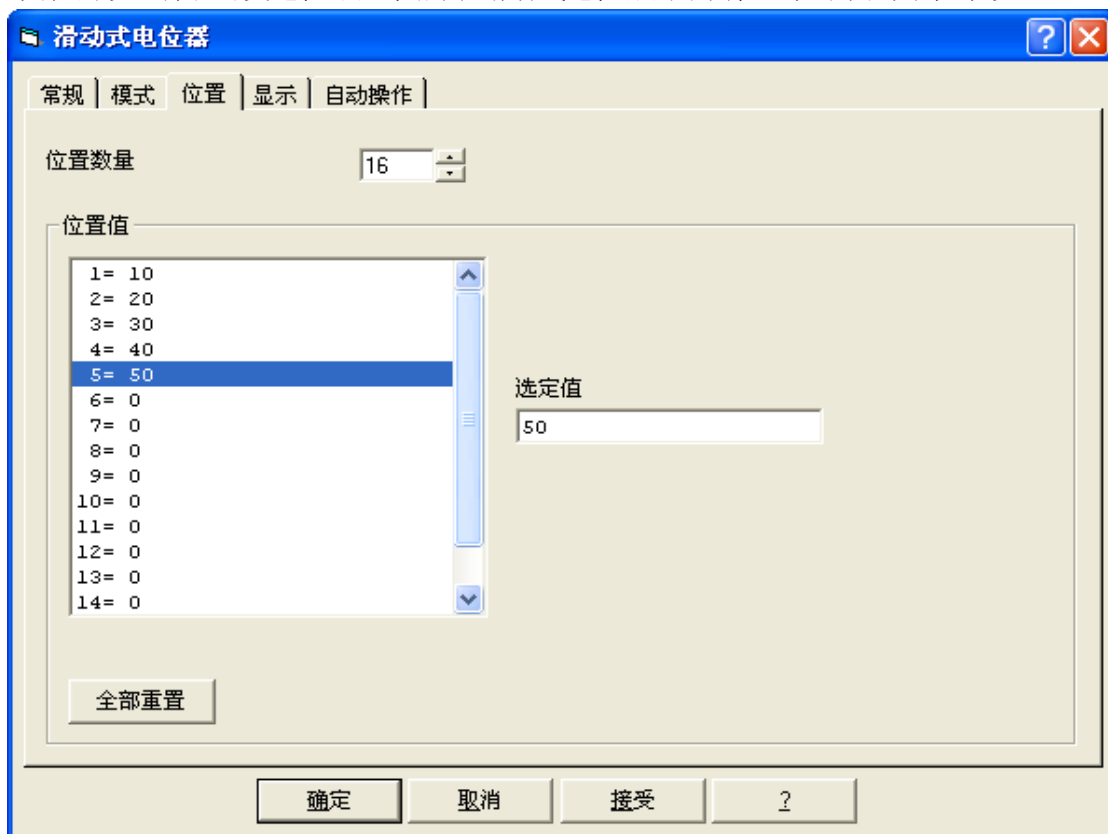 滑动式电位器
常规 模式 位置 显示 自动操作
位置数量 16
位置值
1= 10
2= 20
3= 30
4= 40
5= 50
6= 0
7= 0
8= 0
9= 0
10= 0
11= 0
12= 0
13= 0
14= 0
选定值
50
全部重置
确定 取消 接受 ?